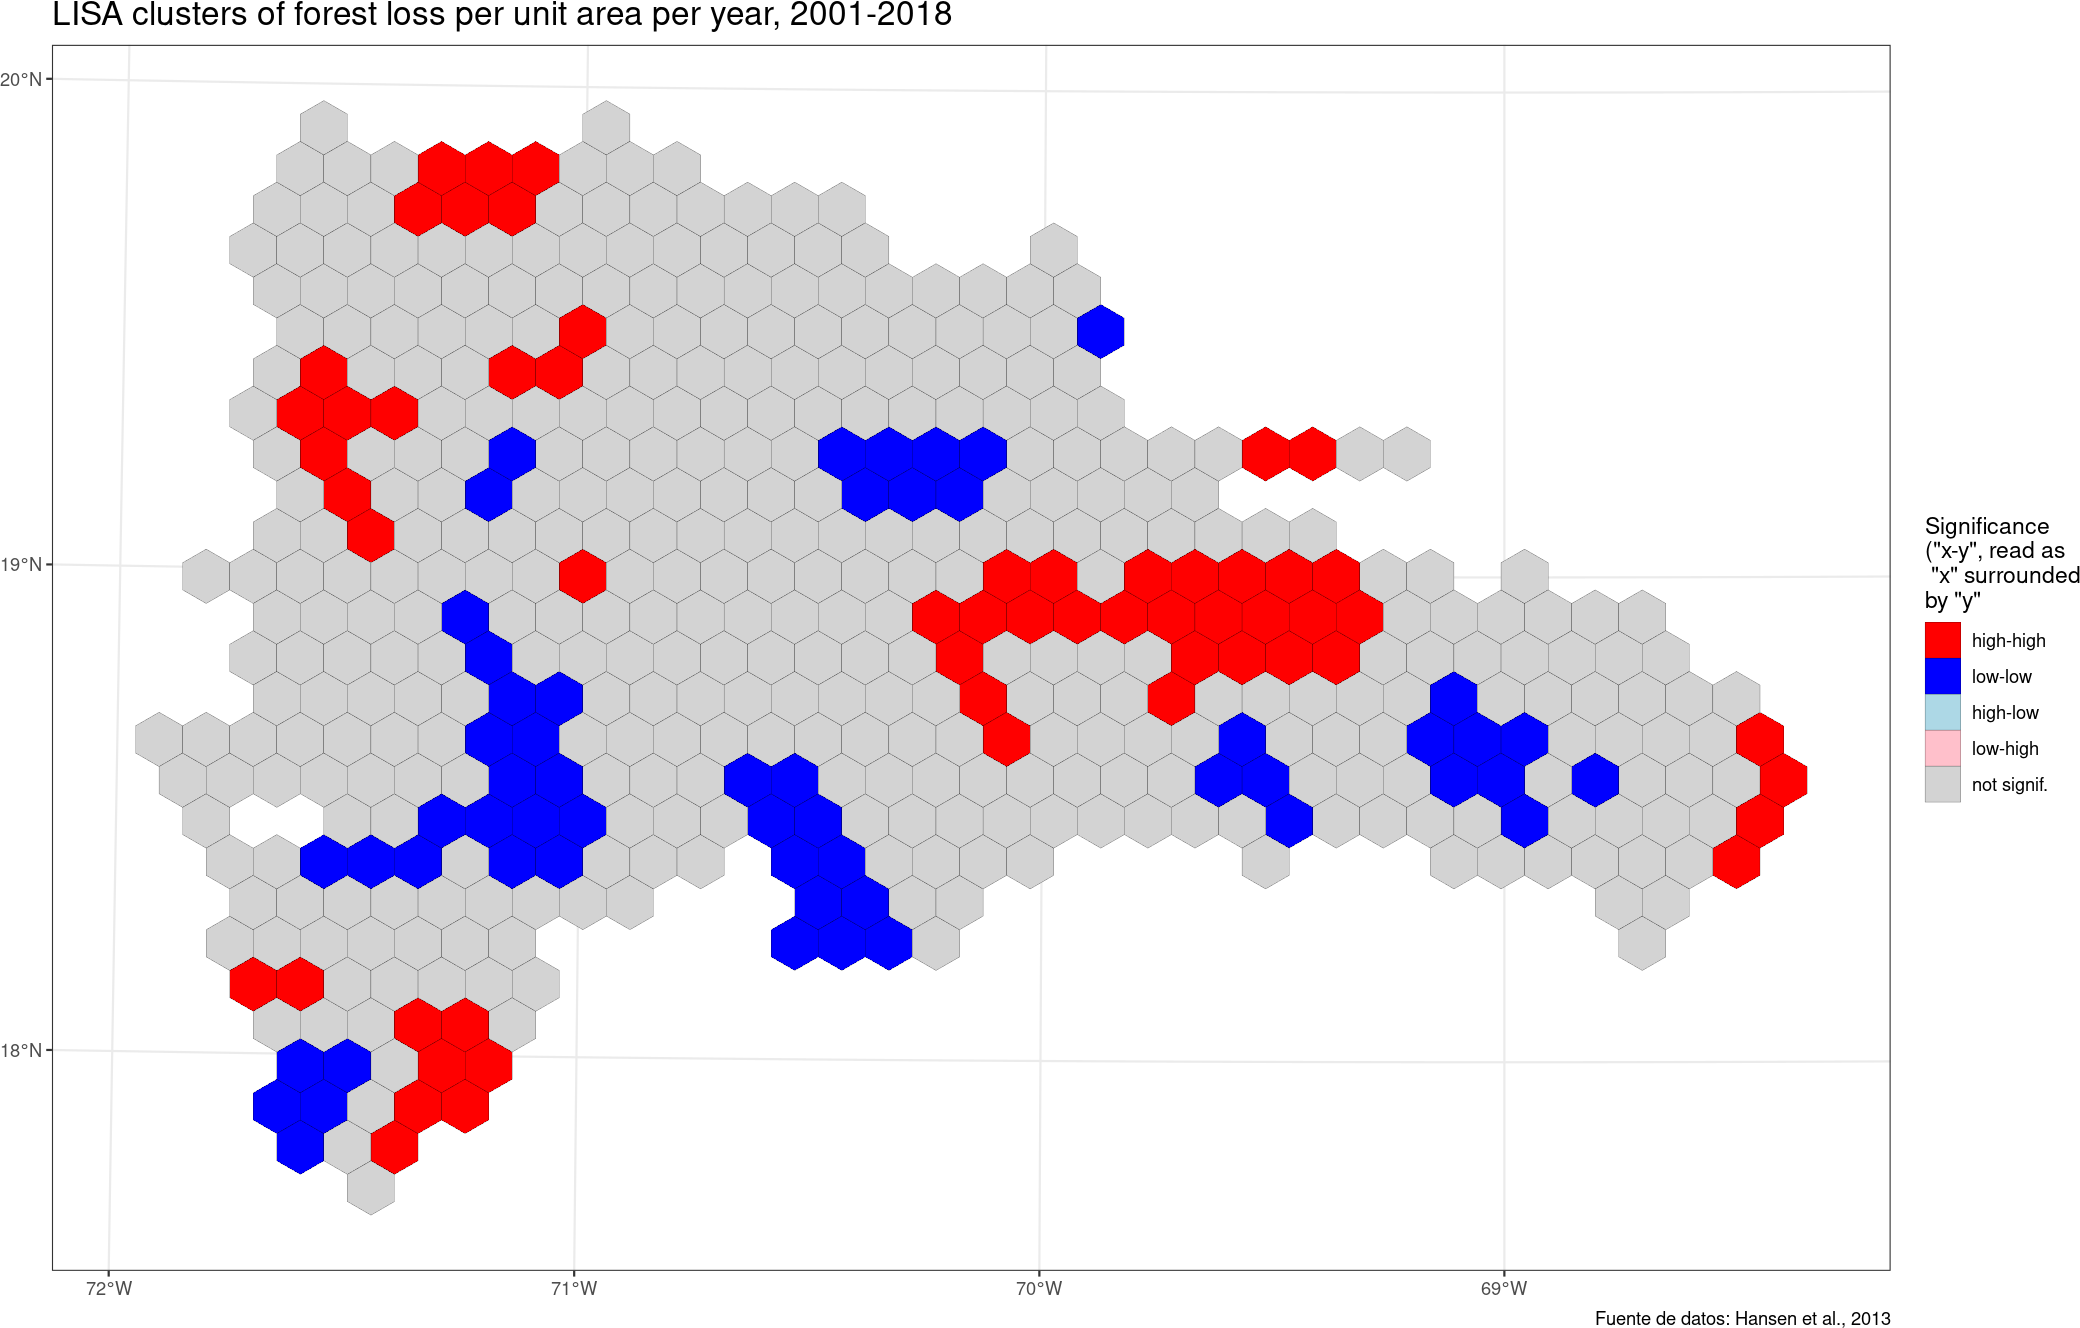 LISA clusters of forest loss per unit area per year, 2001-2018
20°N
19°N
18°N
72°W
71°W
70°W
69°W
Significance
("x-y", read as
"x" surrounded
by "y"
high-high
low-low
high-low
low-high
not signif.
Fuente de datos: Hansen et al., 2013